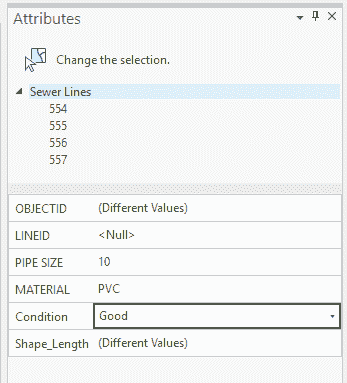 Attributes
Change the selection.
Sewer Lines
554
555
556
557
OBJECTID (Different Values)
LINEID <Null>
PIPE SIZE 10
MATERIAL PVC
Condition Good
Shape_Length (Different Values)